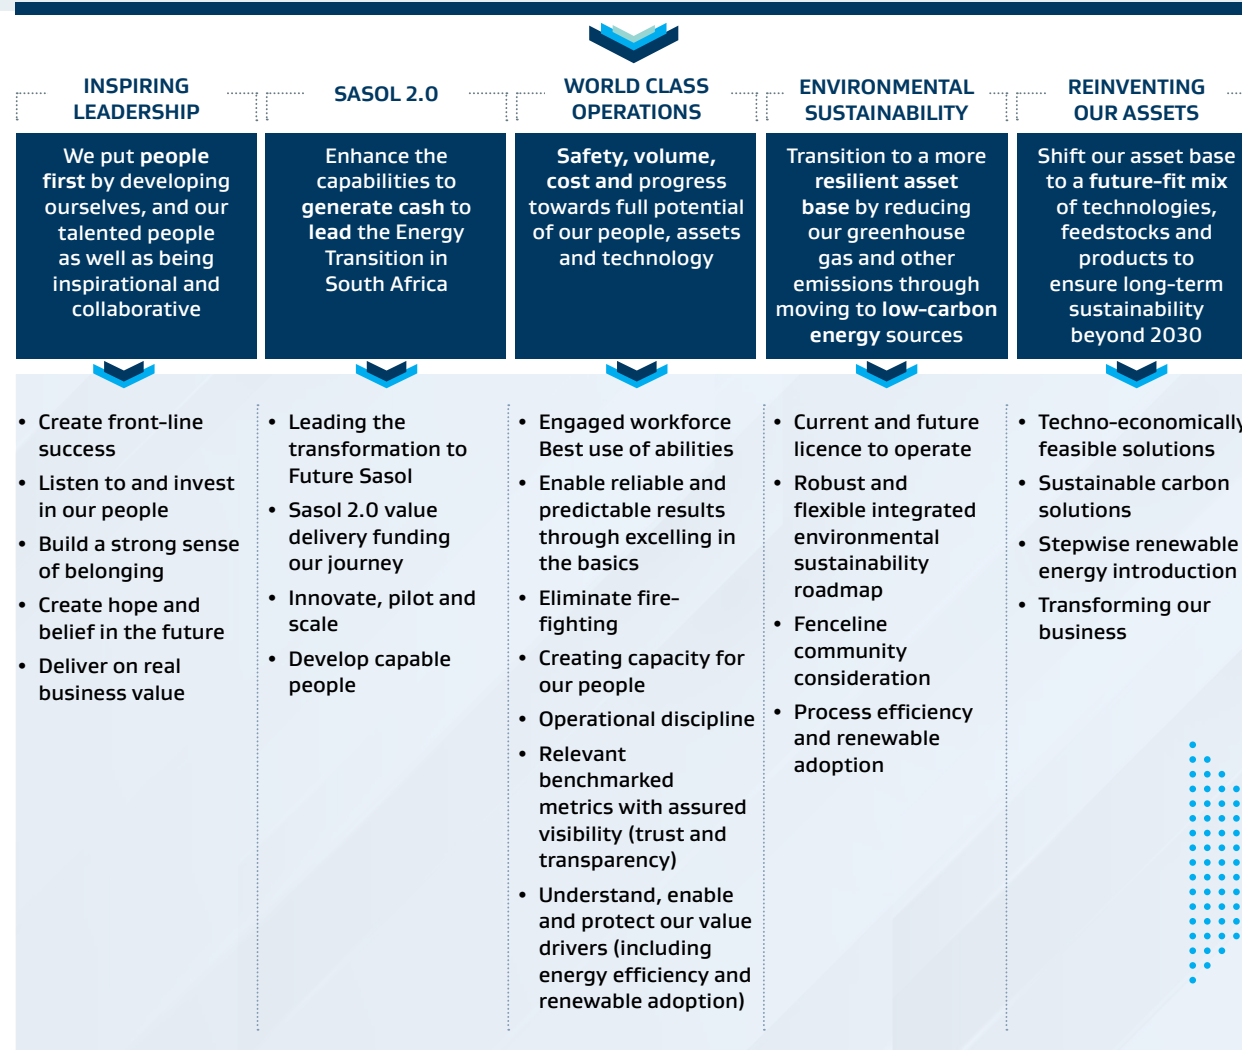 INSPIRING
LEADERSHIP
We put people
first by developing
ourselves, and our
talented people
as well as being
inspirational and
collaborative
• Create front-line
success
• Listen to and invest
in our people
• Build a strong sense
of belonging
• Create hope and
belief in the future
• Deliver on real
business value
SASOL 2.0
Enhance the
capabilities to
generate cash to
lead the Energy
Transition in
South Africa
• Leading the
transformation to
Future Sasol
• Sasol 2.0 value
delivery funding
our journey
• Innovate, pilot and
scale
• Develop capable
people
WORLD CLASS
OPERATIONS
Safety, volume,
cost and progress
towards full potential
of our people, assets
and technology
• Engaged workforce
Best use of abilities
• Enable reliable and
predictable results
through excelling in
the basics
• Eliminate fire-
fighting
• Creating capacity for
our people
• Operational discipline
• Relevant
benchmarked
metrics with assured
visibility (trust and
transparency)
• Understand, enable
and protect our value
drivers (including
energy efficiency and
renewable adoption)
ENVIRONMENTAL
SUSTAINABILITY
Transition to a more
resilient asset
base by reducing
our greenhouse
gas and other
emissions through
moving to low-carbon
energy sources
• Current and future
licence to operate
• Robust and
flexible integrated
environmental
sustainability
roadmap
• Fenceline
community
consideration
• Process efficiency
and renewable
adoption
REINVENTING
OUR ASSETS
Shift our asset base
to a future-fit mix
of technologies,
feedstocks and
products to
ensure long-term
sustainability
beyond 2030
• Techno-economically
feasible solutions
• Sustainable carbon
solutions
• Stepwise renewable
energy introduction
• Transforming our
business